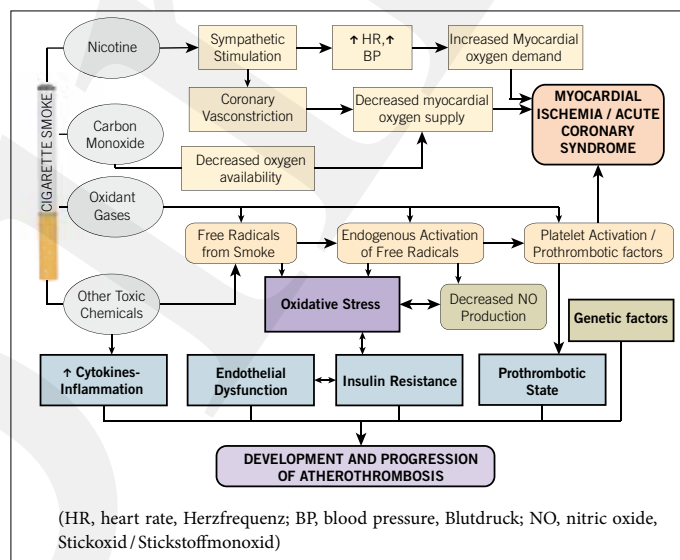 Nicotine
Sympathetic
Stimulation
↑ HR,↑
BP
Increased Myocardial
oxygen demand
CIGARETTE SMOKE
Coronary
Vasconstriction
Decreased myocardial
oxygen supply
MYOCARDIAL
ISCHEMIA / ACUTE
CORONARY
SYNDROME
Carbon
Monoxide
Decreased oxygen
availability
Oxidant
Gases
Free Radicals
from Smoke
Endogenous Activation
of Free Radicals
Platelet Activation /
Prothrombotic factors
Other Toxic
Chemicals
Oxidative Stress
Decreased NO
Production
Genetic factors
↑ Cytokines-
Inflammation
Endothelial
Dysfunction
Insulin Resistance
Prothrombotic
State
DEVELOPMENT AND PROGRESSION
OF ATHEROTHROMBOSIS
(HR, heart rate, Herzfrequenz; BP, blood pressure, Blutdruck; NO, nitric oxide,
Stickoxid / Stickstoffmonoxid)